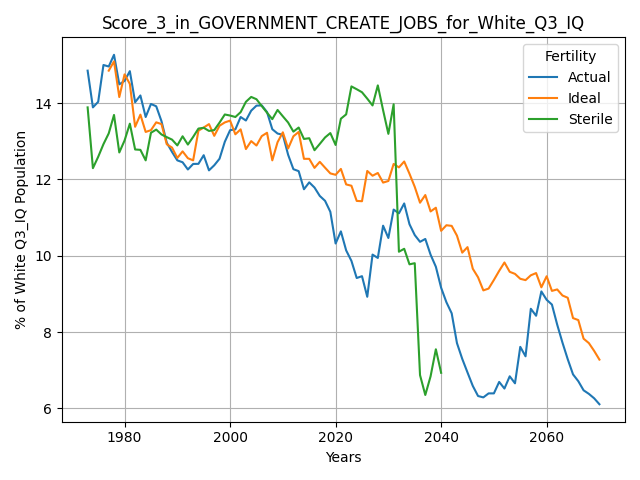 Score_3_in_GOVERNMENT_CREATE_JOBS_for_White_Q3_IQ
Fertility
Actual
Ideal
Sterile
% of White Q3_IQ Population
14
12
10
8
6
1980
2000
2020
2040
2060
Years